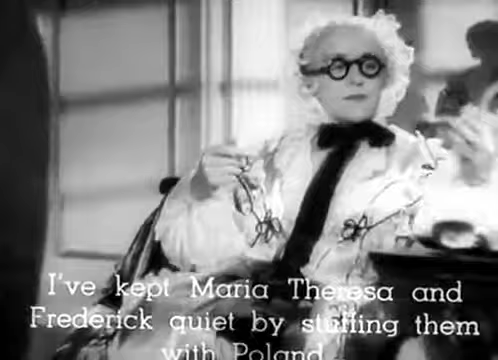 I've kept Maria Theresa and
Frederick quiet by stuffing them
with Poland